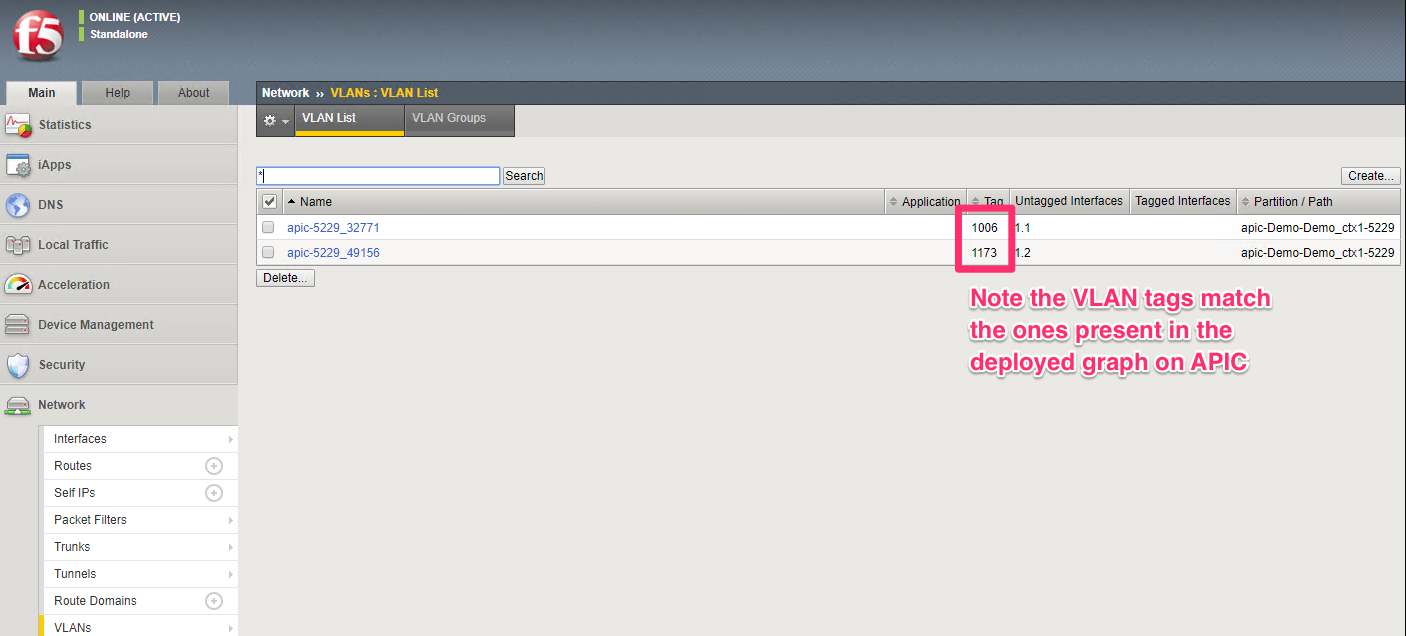 f5
ONLINE (ACTIVE)
Standalone
Main Help About
Network ›› VLANs : VLAN List
VLAN List VLAN Groups
Statistics
iApps
DNS
Local Traffic
Acceleration
Device Management
Security
Network
Interfaces
Routes
Self IPs
Packet Filters
Trunks
Tunnels
Route Domains
VLANs
* Search Create...
Name Application Tag Untagged Interfaces Tagged Interfaces Partition / Path
apic-5229_32771 1006 1.1 apic-Demo-Demo_ctx1-5229
apic-5229_49156 1173 1.2 apic-Demo-Demo_ctx1-5229
Delete...
Note the VLAN tags match
the ones present in the
deployed graph on APIC